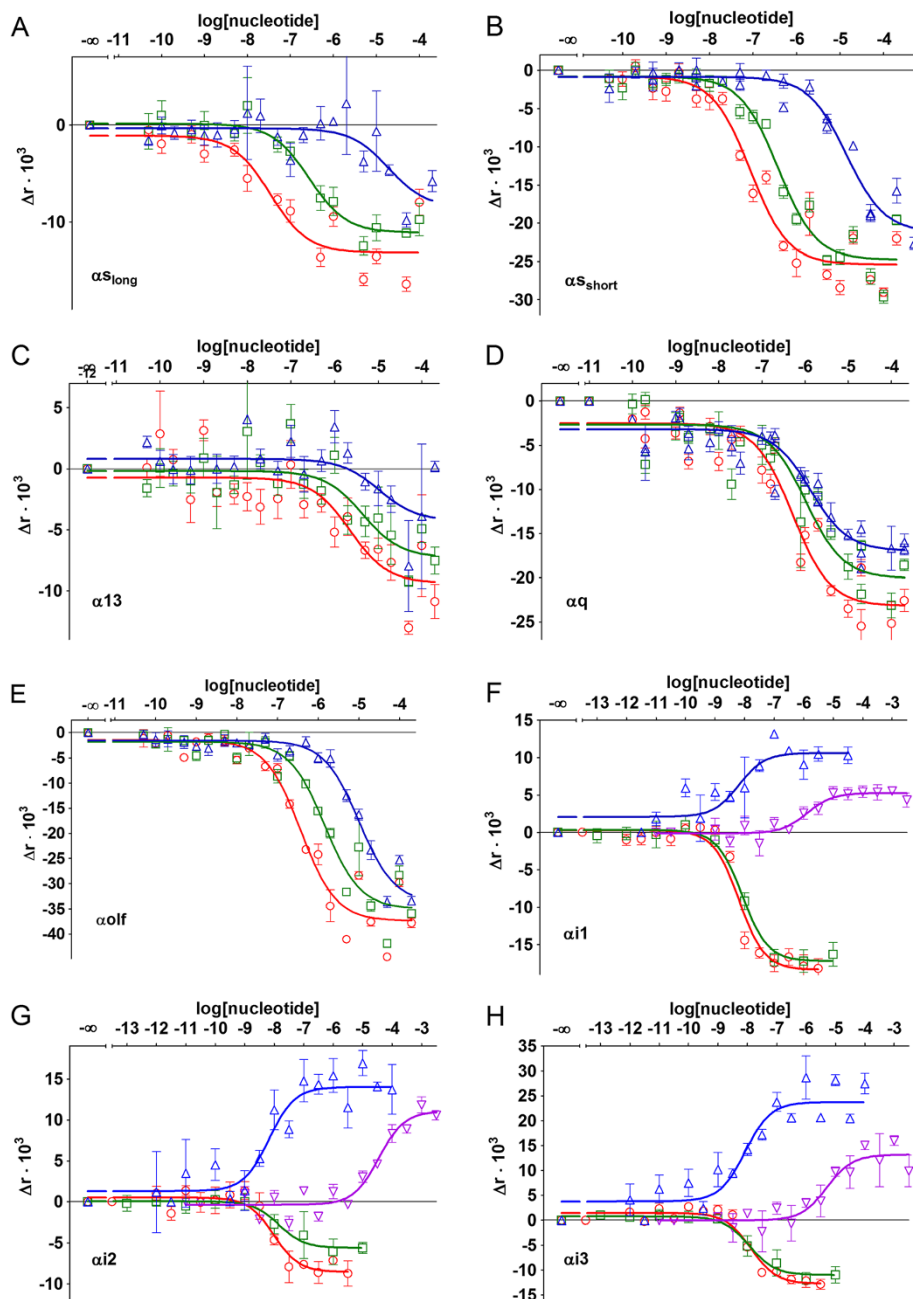 A
log[nucleotide]
-∞ -11 -10 -9 -8 -7 -6 -5 -4
0
-10
Δr · 10³
αs_long
B
log[nucleotide]
-∞ -11 -10 -9 -8 -7 -6 -5 -4
0
-5
-10
-15
-20
-25
-30
Δr · 10³
αs_short
C
log[nucleotide]
-∞ -11 -10 -9 -8 -7 -6 -5 -4
-12
5
0
-5
-10
Δr · 10³
α13
D
log[nucleotide]
-∞ -11 -10 -9 -8 -7 -6 -5 -4
0
-5
-10
-15
-20
-25
Δr · 10³
αq
E
log[nucleotide]
-∞ -11 -10 -9 -8 -7 -6 -5 -4
0
-5
-10
-15
-20
-25
-30
-35
-40
Δr · 10³
αolf
F
log[nucleotide]
-∞ -13 -12 -11 -10 -9 -8 -7 -6 -5 -4 -3
15
10
5
0
-5
-10
-15
Δr · 10³
αi1
G
log[nucleotide]
-∞ -13 -12 -11 -10 -9 -8 -7 -6 -5 -4 -3
15
10
5
0
-5
-10
Δr · 10³
αi2
H
log[nucleotide]
-∞ -13 -12 -11 -10 -9 -8 -7 -6 -5 -4 -3
35
30
25
20
15
10
5
0
-5
-10
-15
Δr · 10³
αi3